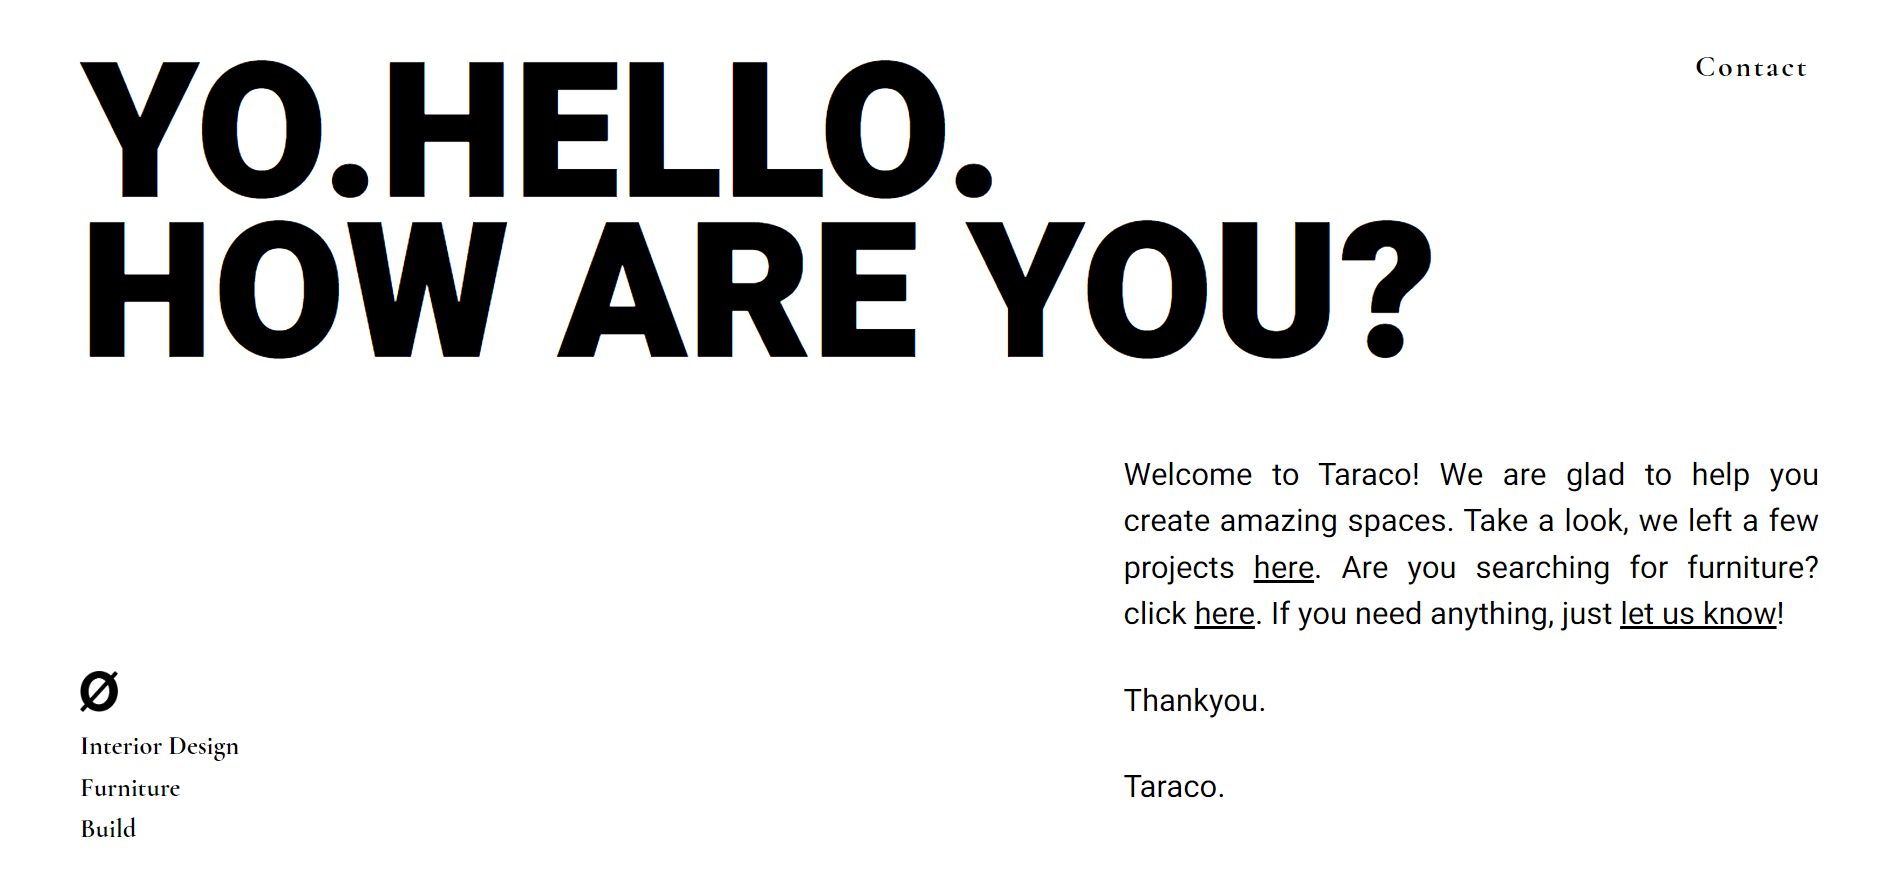 YO.HELLO.
HOW ARE YOU?
Contact
Welcome to Taraco! We are glad to help you
create amazing spaces. Take a look, we left a few
projects here. Are you searching for furniture?
click here. If you need anything, just let us know!
Thankyou.
Taraco.
Ø
Interior Design
Furniture
Build